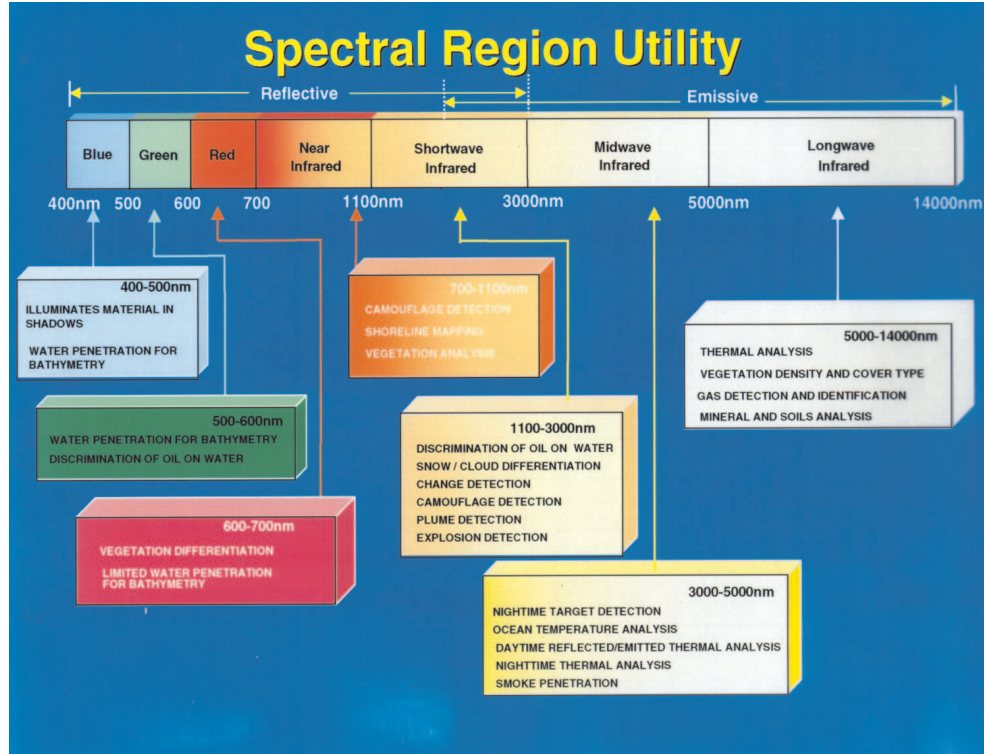 Spectral Region Utility
Reflective
Emissive
Blue
Green
Red
Near
Infrared
Shortwave
Infrared
Midwave
Infrared
Longwave
Infrared
400nm
500
600
700
1100nm
3000nm
5000nm
14000nm
400-500nm
ILLUMINATES MATERIAL IN
SHADOWS
WATER PENETRATION FOR
BATHYMETRY
500-600nm
WATER PENETRATION FOR BATHYMETRY
DISCRIMINATION OF OIL ON WATER
600-700nm
VEGETATION DIFFERENTIATION
LIMITED WATER PENETRATION
FOR BATHYMETRY
700-1100nm
CAMOUFLAGE DETECTION
SHORELINE MAPPING
VEGETATION ANALYSIS
1100-3000nm
DISCRIMINATION OF OIL ON WATER
SNOW / CLOUD DIFFERENTIATION
CHANGE DETECTION
CAMOUFLAGE DETECTION
PLUME DETECTION
EXPLOSION DETECTION
3000-5000nm
NIGHTIME TARGET DETECTION
OCEAN TEMPERATURE ANALYSIS
DAYTIME REFLECTED/EMITTED THERMAL ANALYSIS
NIGHTTIME THERMAL ANALYSIS
SMOKE PENETRATION
5000-14000nm
THERMAL ANALYSIS
VEGETATION DENSITY AND COVER TYPE
GAS DETECTION AND IDENTIFICATION
MINERAL AND SOILS ANALYSIS